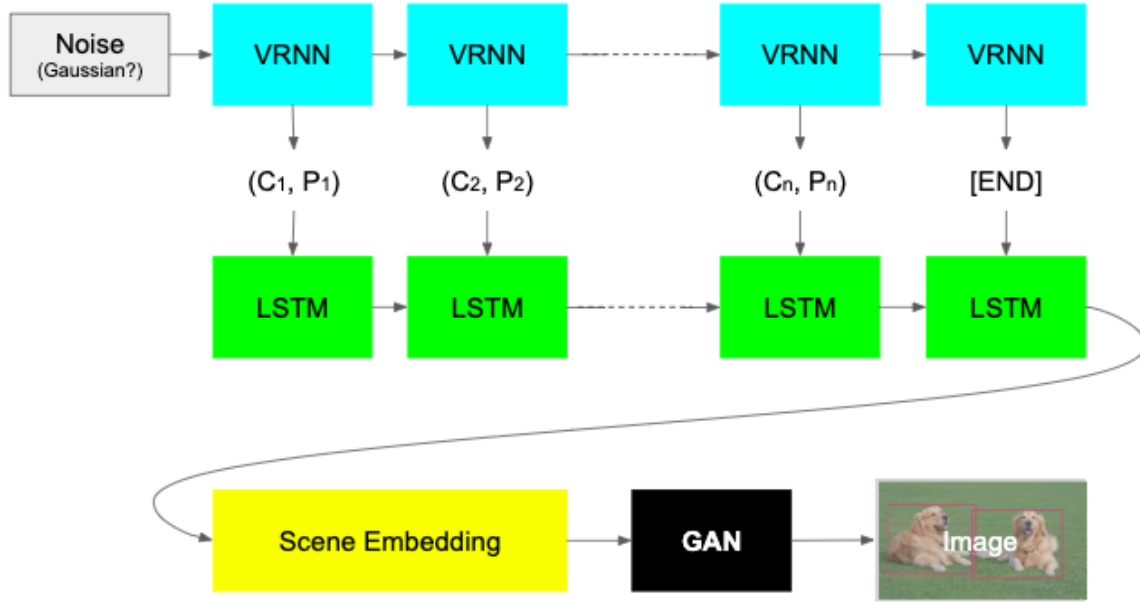 Noise
(Gaussian?)
VRNN
VRNN
VRNN
VRNN
(C₁, P₁)
(C₂, P₂)
(Cₙ, Pₙ)
[END]
LSTM
LSTM
LSTM
LSTM
Scene Embedding
GAN
Image